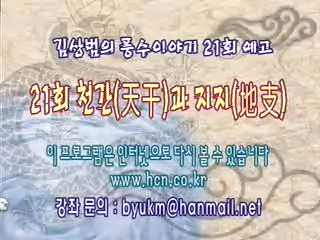 김상범의 풍수이야기 21회 예고
21회 천간(天干)과 지지(地支)
이 프로그램은 인터넷으로 다시 볼 수 있습니다
www.hcn.co.kr
강좌 문의 : byukm@hanmail.net